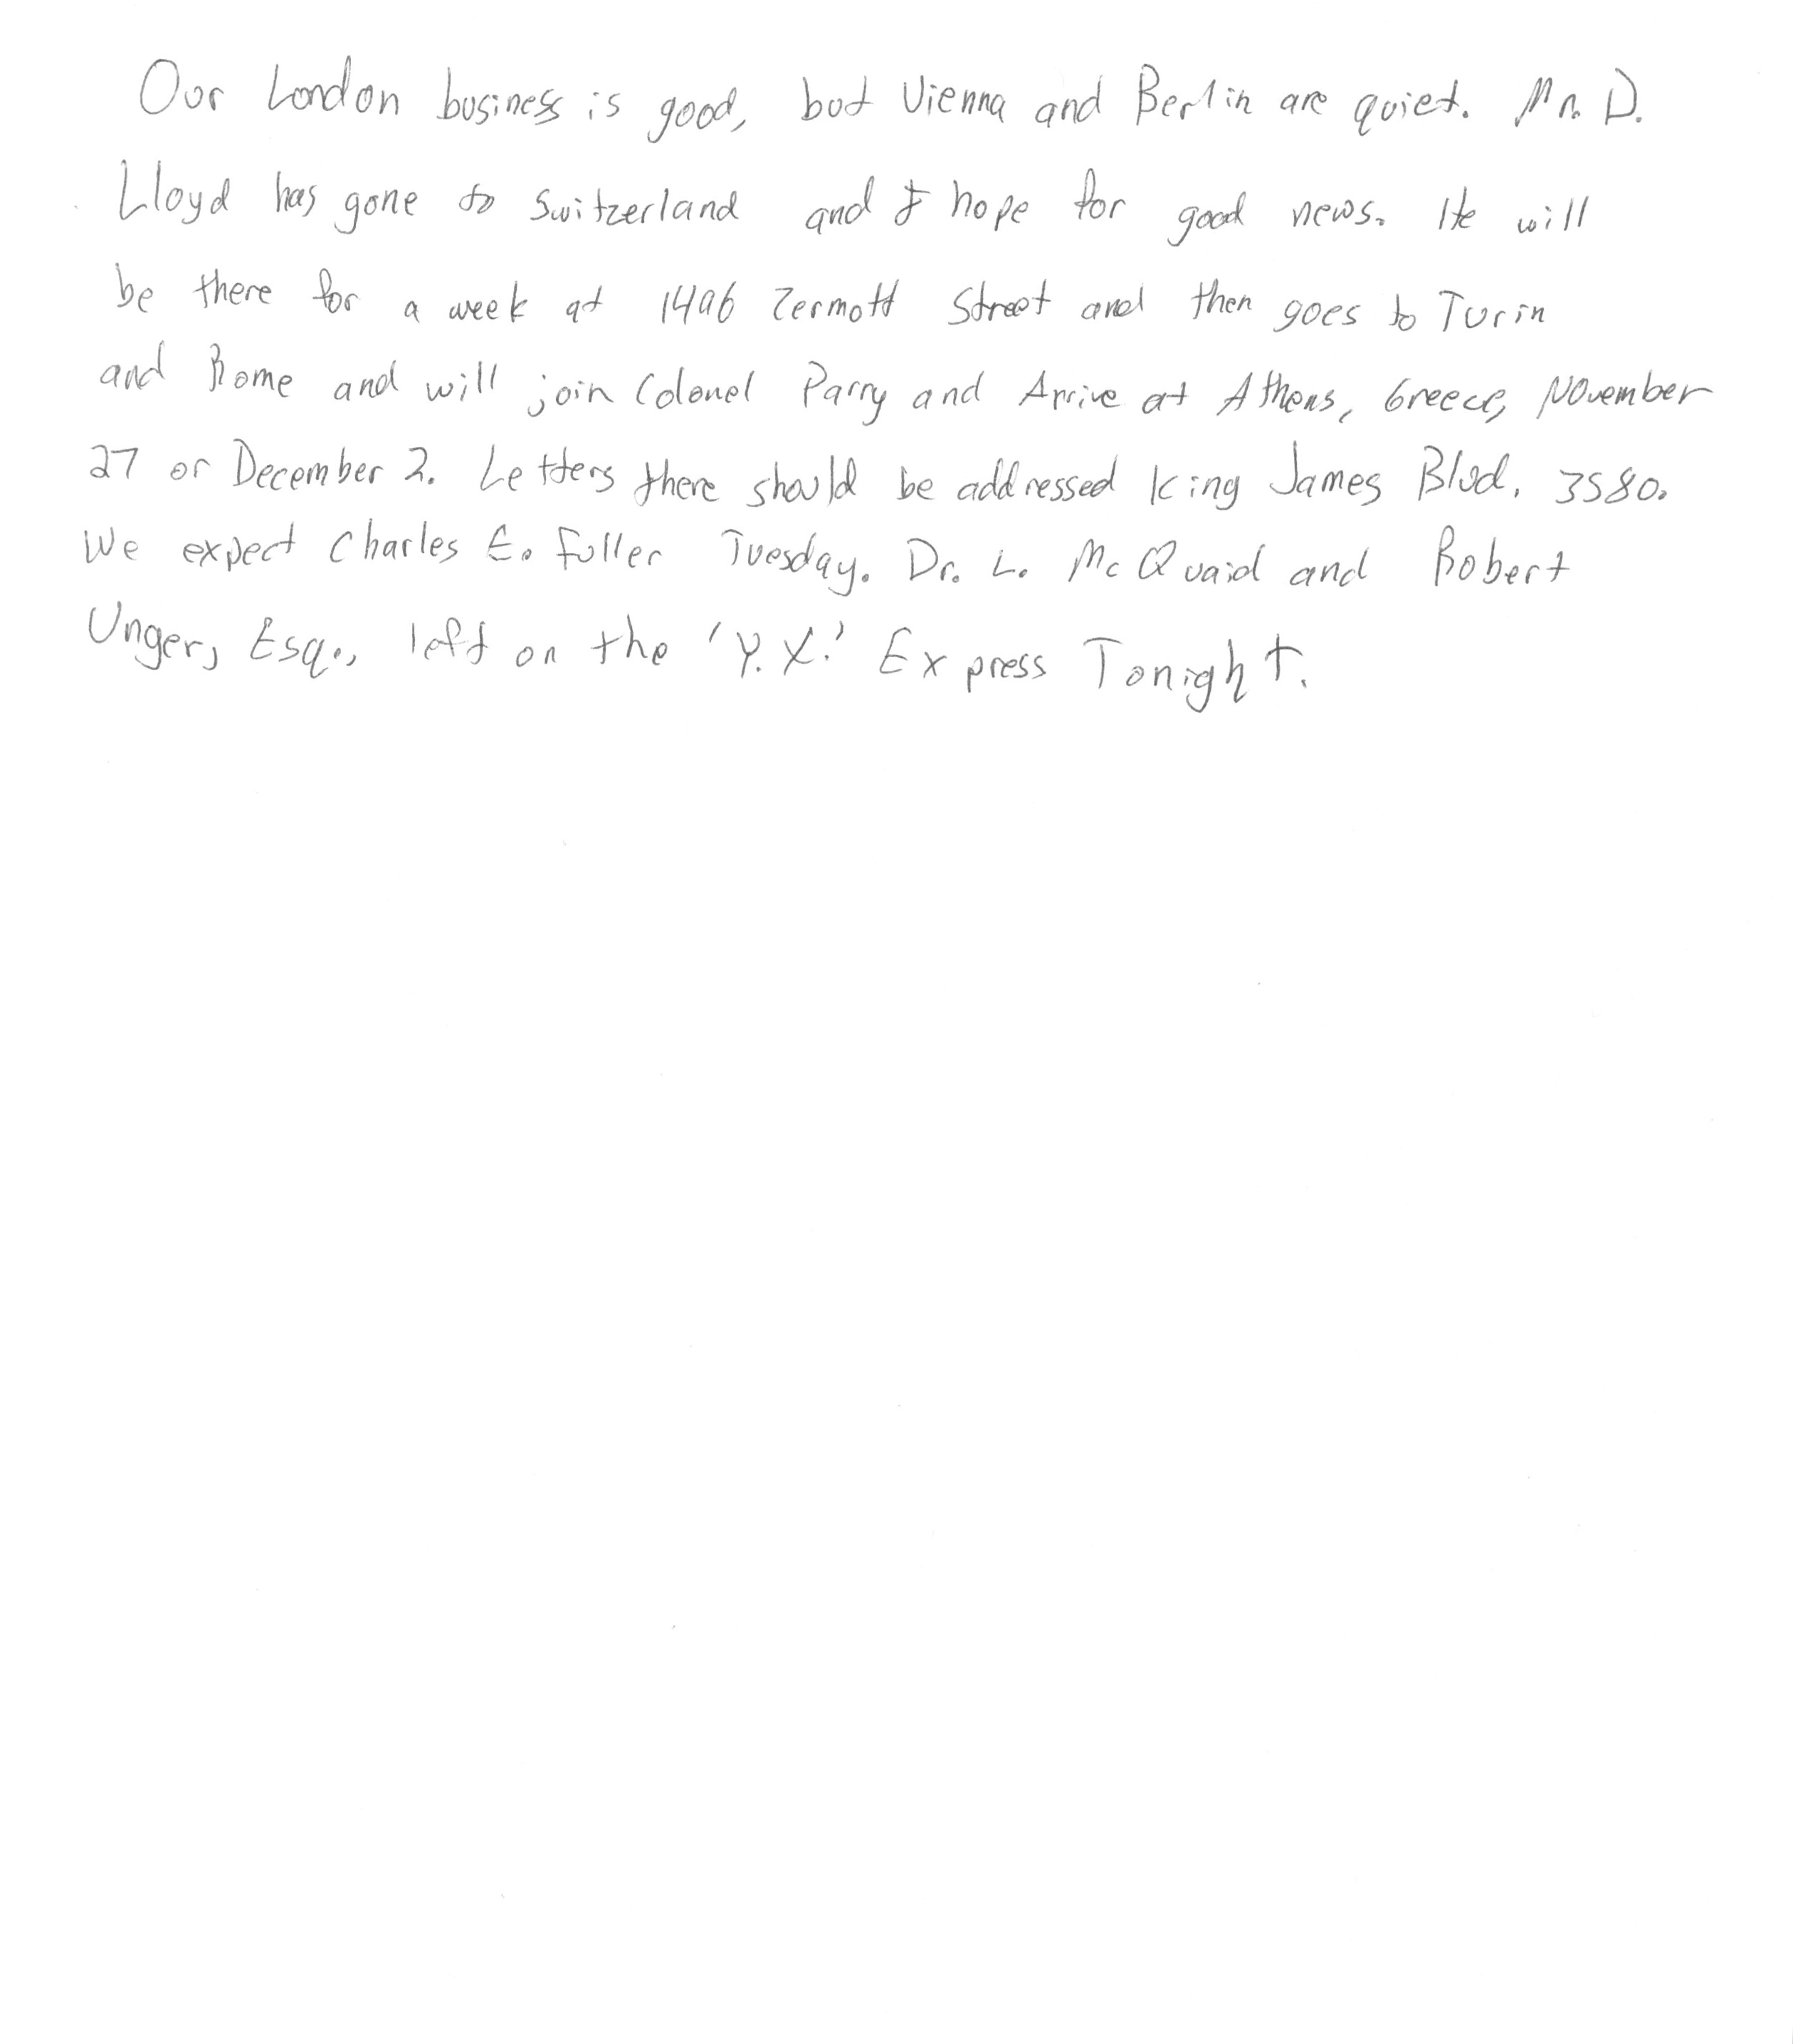 Our London business is good, but Vienna and Berlin are quiet. Mr. D.
Lloyd has gone to Switzerland and I hope for good news. He will
be there for a week at 1496 Zermott Street and then goes to Turin
and Rome and will join Colonel Parry and Arrive at Athens, Greece, November
27 or December 2. Letters there should be addressed King James Blvd. 3580.
We expect Charles E. Fuller Tuesday. Dr. L. McQuaid and Robert
Unger, Esq., left on the 'Y.X.' Express Tonight.